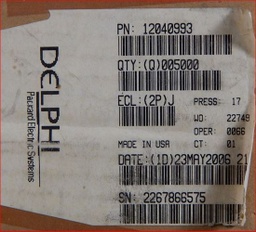 DELPHI
Packard Electric Systems
PN: 12040993
QTY:(Q)005000
ECL:(2P)J
PRESS: 17
WO: 22749
OPER: 0066
MADE IN USA CT: 01
DATE:(1D)23MAY2006 21
SN: 2267866575